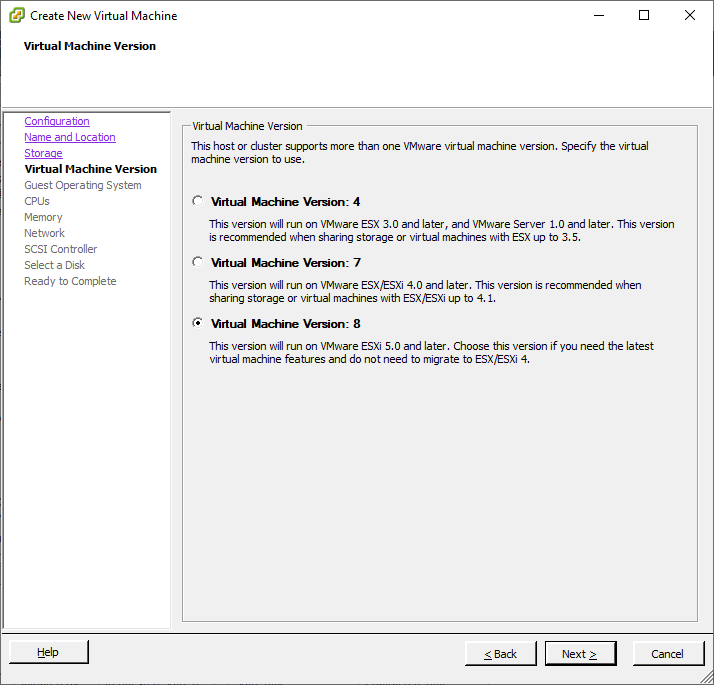 Create New Virtual Machine
Virtual Machine Version
Configuration
Name and Location
Storage
Virtual Machine Version
Guest Operating System
CPUs
Memory
Network
SCSI Controller
Select a Disk
Ready to Complete
Virtual Machine Version
This host or cluster supports more than one VMware virtual machine version. Specify the virtual
machine version to use.
Virtual Machine Version: 4
This version will run on VMware ESX 3.0 and later, and VMware Server 1.0 and later. This version
is recommended when sharing storage or virtual machines with ESX up to 3.5.
Virtual Machine Version: 7
This version will run on VMware ESX/ESXi 4.0 and later. This version is recommended when
sharing storage or virtual machines with ESX/ESXi up to 4.1.
Virtual Machine Version: 8
This version will run on VMware ESXi 5.0 and later. Choose this version if you need the latest
virtual machine features and do not need to migrate to ESX/ESXi 4.
Help
< Back
Next >
Cancel